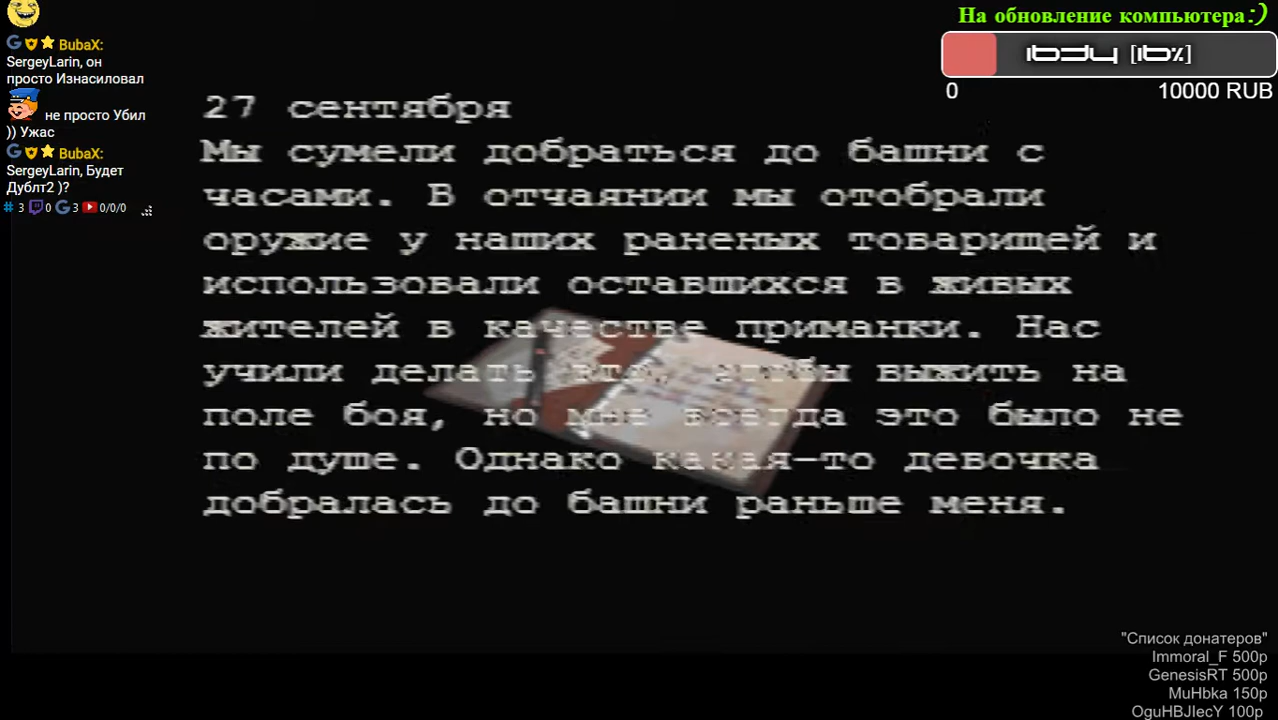 BubaX:
SergeyLarin, он
просто Изнасиловал
не просто Убил
)) Ужас
BubaX:
SergeyLarin, Будет
Дублт2 )?
3 0 3 0/0/0
На обновление компьютера:)
1634 [16%]
0 10000 RUB
27 сентября
Мы сумели добраться до башни с
часами. В отчаянии мы отобрали
оружие у наших раненых товарищей и
использовали оставшихся в живых
жителей в качестве приманки. Нас
учили делать это, чтобы выжить на
поле боя, но мне всегда это было не
по душе. Однако какая-то девочка
добралась до башни раньше меня.
"Список донатеров"
Immoral_F 500р
GenesisRT 500р
MuHbka 150р
OguHBJIecY 100р